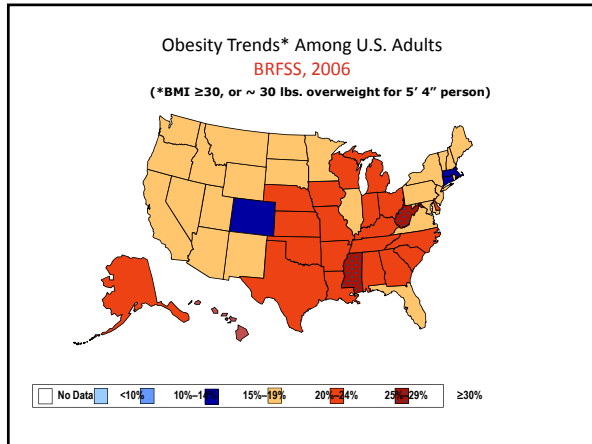 Obesity Trends* Among U.S. Adults
BRFSS, 2006
(*BMI ≥30, or ~ 30 lbs. overweight for 5’ 4” person)
No Data <10% 10%–14% 15%–19% 20%–24% 25%–29% ≥30%